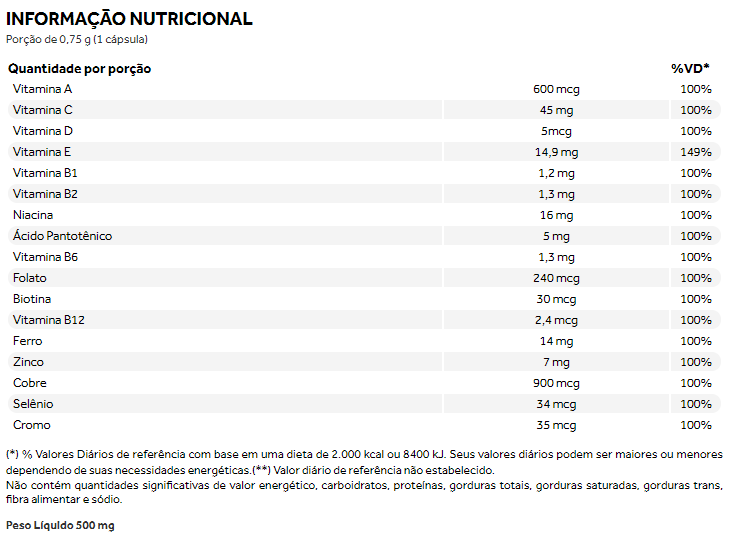 INFORMAÇÃO NUTRICIONAL
Porção de 0,75 g (1 cápsula)
Quantidade por porção %VD*
Vitamina A 600 mcg 100%
Vitamina C 45 mg 100%
Vitamina D 5mcg 100%
Vitamina E 14,9 mg 149%
Vitamina B1 1,2 mg 100%
Vitamina B2 1,3 mg 100%
Niacina 16 mg 100%
Ácido Pantotênico 5 mg 100%
Vitamina B6 1,3 mg 100%
Folato 240 mcg 100%
Biotina 30 mcg 100%
Vitamina B12 2,4 mcg 100%
Ferro 14 mg 100%
Zinco 7 mg 100%
Cobre 900 mcg 100%
Selênio 34 mcg 100%
Cromo 35 mcg 100%
(*) % Valores Diários de referência com base em uma dieta de 2.000 kcal ou 8400 kJ. Seus valores diários podem ser maiores ou menores
dependendo de suas necessidades energéticas.(**) Valor diário de referência não estabelecido.
Não contém quantidades significativas de valor energético, carboidratos, proteínas, gorduras totais, gorduras saturadas, gorduras trans,
fibra alimentar e sódio.
Peso Líquido 500 mg